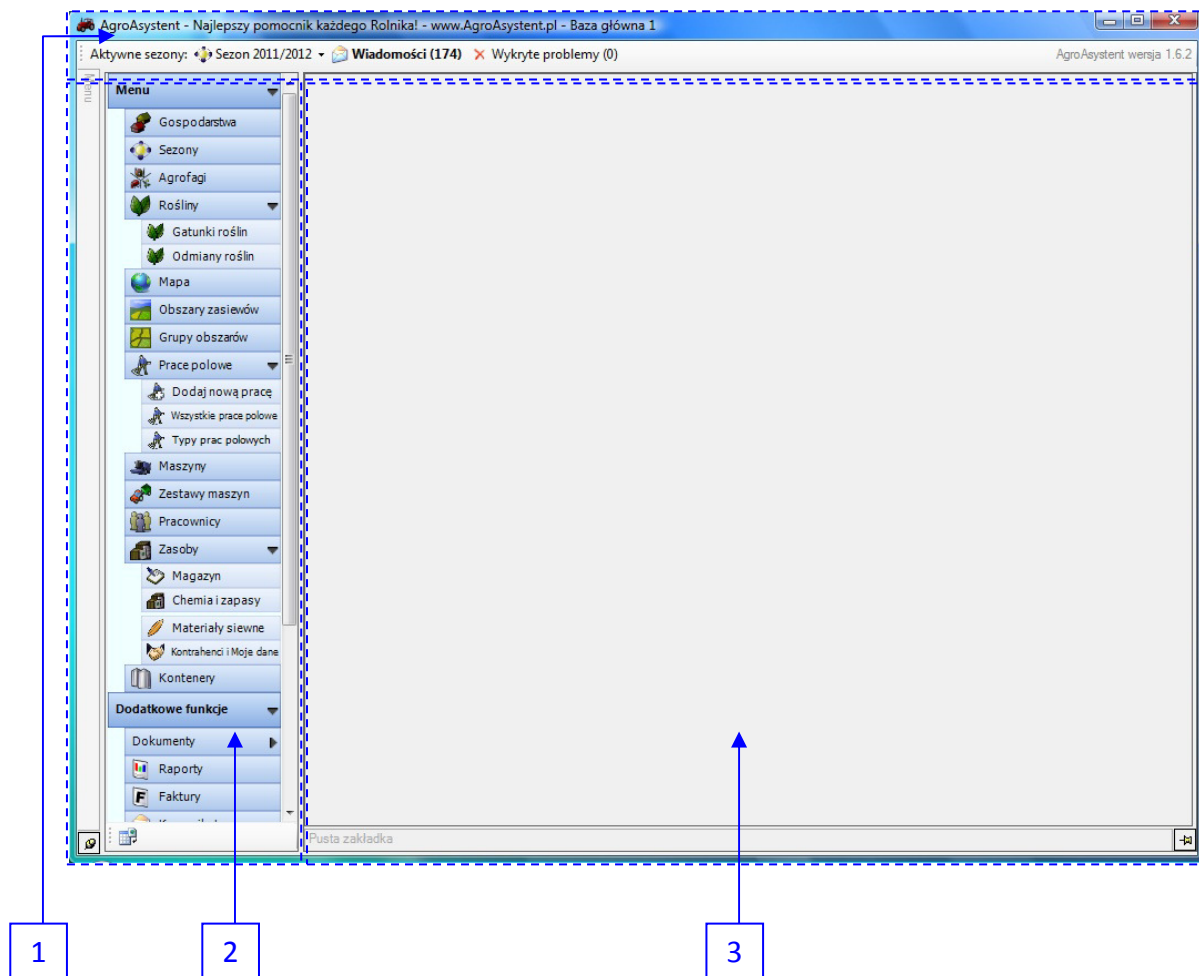 AgroAsystent - Najlepszy pomocnik każdego Rolnika! - www.AgroAsystent.pl - Baza główna 1
Aktywne sezony: Sezon 2011/2012 Wiadomości (174) Wykryte problemy (0) AgroAsystent wersja 1.6.2
Menu
Menu
Gospodarstwa
Sezony
Agrofagi
Rośliny
Gatunki roślin
Odmiany roślin
Mapa
Obszary zasiewów
Grupy obszarów
Prace polowe
Dodaj nową pracę
Wszystkie prace polowe
Typy prac polowych
Maszyny
Zestawy maszyn
Pracownicy
Zasoby
Magazyn
Chemia i zapasy
Materiały siewne
Kontrahenci i Moje dane
Kontenery
Dodatkowe funkcje
Dokumenty
Raporty
Faktury
Pusta zakładka
1 2 3